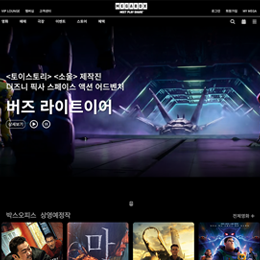 VIP LOUNGE 멤버십 고객센터
MEGABOX
MEET PLAY SHARE
로그인 회원가입
영화 예매 극장 이벤트 스토어 혜택
<토이스토리> <소울> 제작진
디즈니 픽사 스페이스 액션 어드벤처
버즈 라이트이어
상세보기
박스오피스 상영예정작
전체영화
마